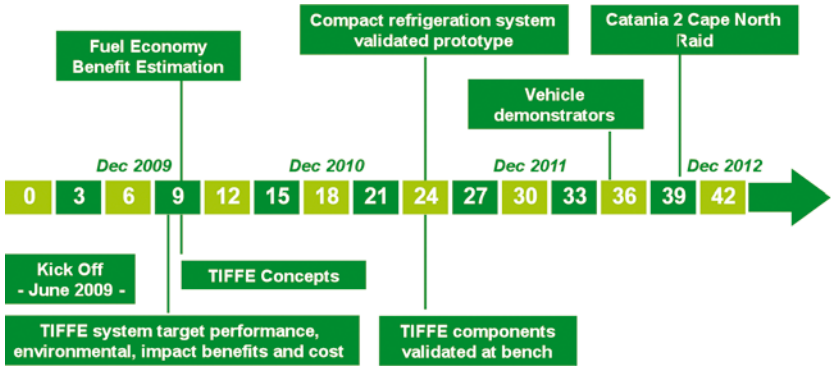 Fuel Economy
Benefit Estimation
Compact refrigeration system
validated prototype
Catania 2 Cape North
Raid
Vehicle
demonstrators
Dec 2009
Dec 2010
Dec 2011
Dec 2012
0 3 6 9 12 15 18 21 24 27 30 33 36 39 42
Kick Off
- June 2009 -
TIFFE Concepts
TIFFE system target performance,
environmental, impact benefits and cost
TIFFE components
validated at bench